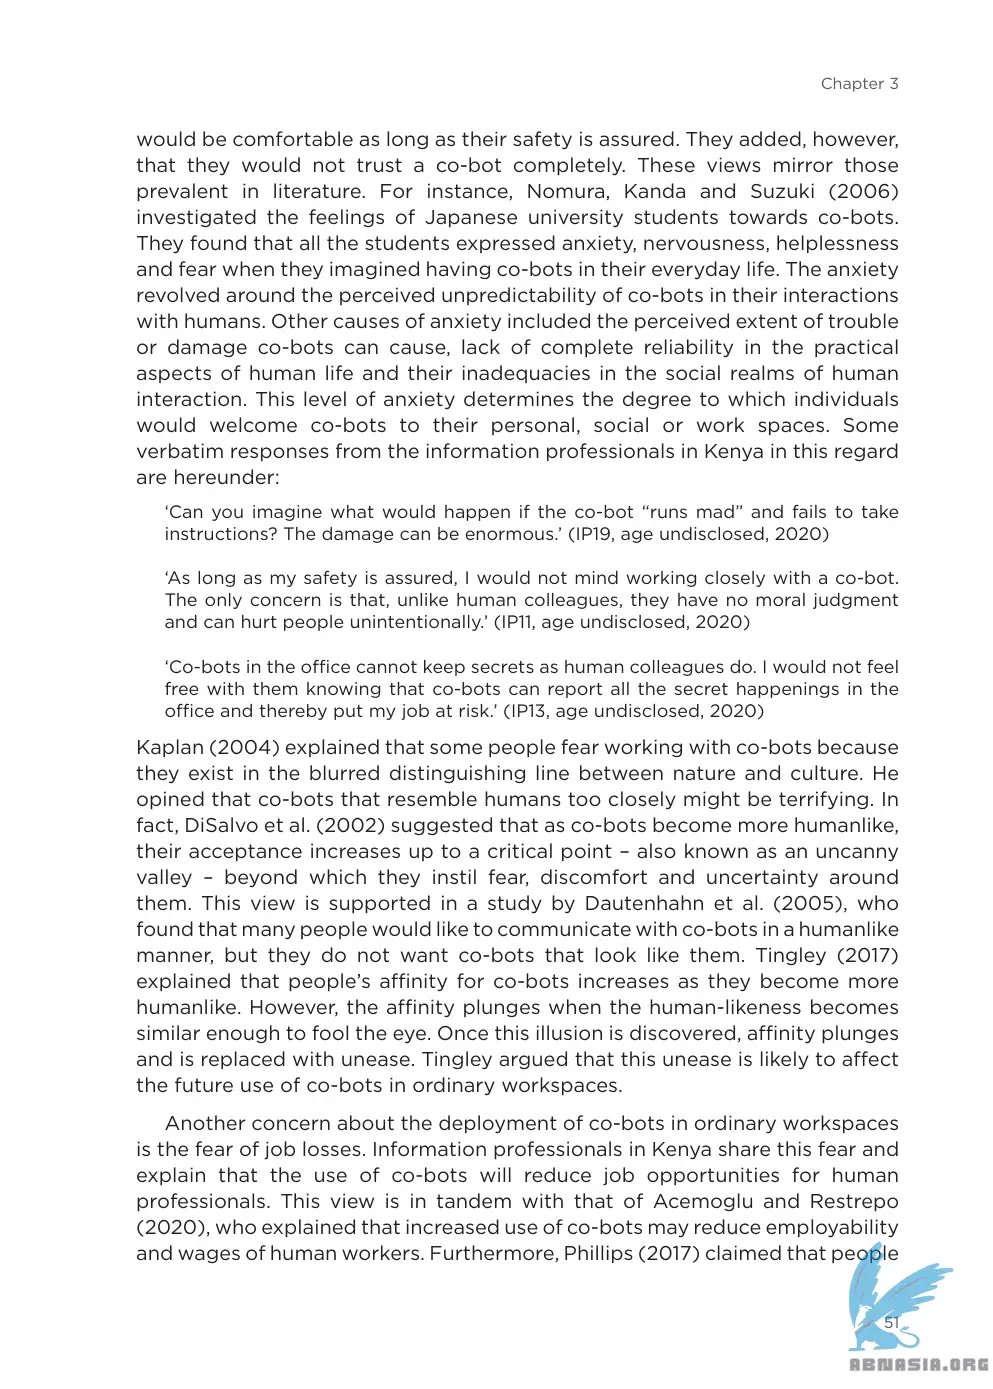 Chapter 3
would be comfortable as long as their safety is assured. They added, however,
that they would not trust a co-bot completely. These views mirror those
prevalent in literature. For instance, Nomura, Kanda and Suzuki (2006)
investigated the feelings of Japanese university students towards co-bots.
They found that all the students expressed anxiety, nervousness, helplessness
and fear when they imagined having co-bots in their everyday life. The anxiety
revolved around the perceived unpredictability of co-bots in their interactions
with humans. Other causes of anxiety included the perceived extent of trouble
or damage co-bots can cause, lack of complete reliability in the practical
aspects of human life and their inadequacies in the social realms of human
interaction. This level of anxiety determines the degree to which individuals
would welcome co-bots to their personal, social or work spaces. Some
verbatim responses from the information professionals in Kenya in this regard
are hereunder:
‘Can you imagine what would happen if the co-bot “runs mad” and fails to take
instructions? The damage can be enormous.’ (IP19, age undisclosed, 2020)
‘As long as my safety is assured, I would not mind working closely with a co-bot.
The only concern is that, unlike human colleagues, they have no moral judgment
and can hurt people unintentionally.’ (IP11, age undisclosed, 2020)
‘Co-bots in the office cannot keep secrets as human colleagues do. I would not feel
free with them knowing that co-bots can report all the secret happenings in the
office and thereby put my job at risk.’ (IP13, age undisclosed, 2020)
Kaplan (2004) explained that some people fear working with co-bots because
they exist in the blurred distinguishing line between nature and culture. He
opined that co-bots that resemble humans too closely might be terrifying. In
fact, DiSalvo et al. (2002) suggested that as co-bots become more humanlike,
their acceptance increases up to a critical point – also known as an uncanny
valley – beyond which they instil fear, discomfort and uncertainty around
them. This view is supported in a study by Dautenhahn et al. (2005), who
found that many people would like to communicate with co-bots in a humanlike
manner, but they do not want co-bots that look like them. Tingley (2017)
explained that people’s affinity for co-bots increases as they become more
humanlike. However, the affinity plunges when the human-likeness becomes
similar enough to fool the eye. Once this illusion is discovered, affinity plunges
and is replaced with unease. Tingley argued that this unease is likely to affect
the future use of co-bots in ordinary workspaces.
Another concern about the deployment of co-bots in ordinary workspaces
is the fear of job losses. Information professionals in Kenya share this fear and
explain that the use of co-bots will reduce job opportunities for human
professionals. This view is in tandem with that of Acemoglu and Restrepo
(2020), who explained that increased use of co-bots may reduce employability
and wages of human workers. Furthermore, Phillips (2017) claimed that people
51
ABNASIA.ORG